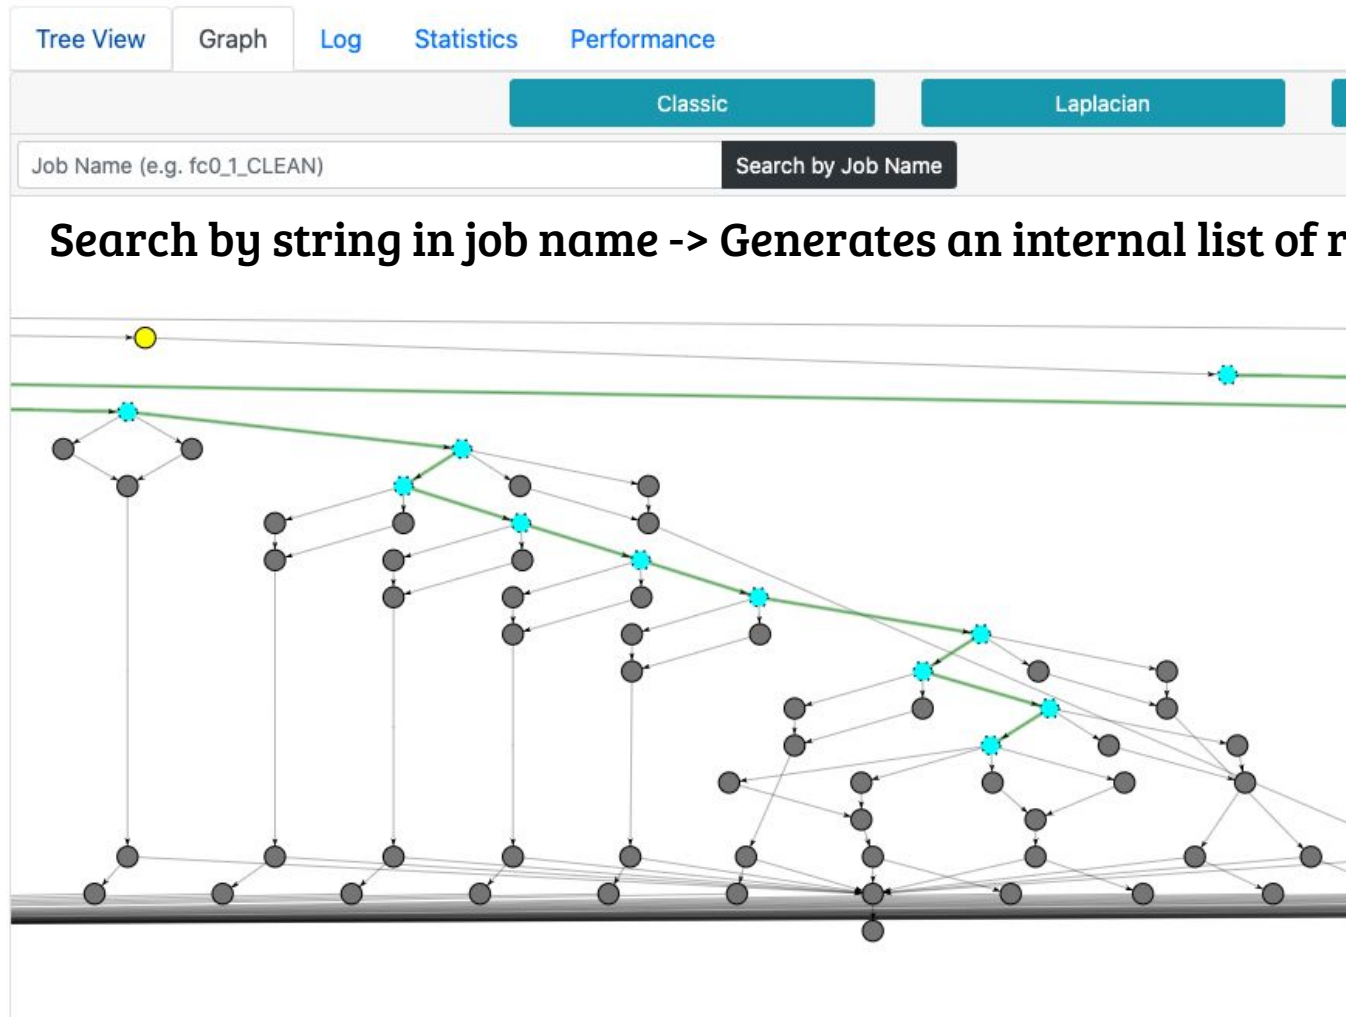 Tree View Graph Log Statistics Performance
Classic Laplacian
Job Name (e.g. fc0_1_CLEAN) Search by Job Name
Search by string in job name -> Generates an internal list of r